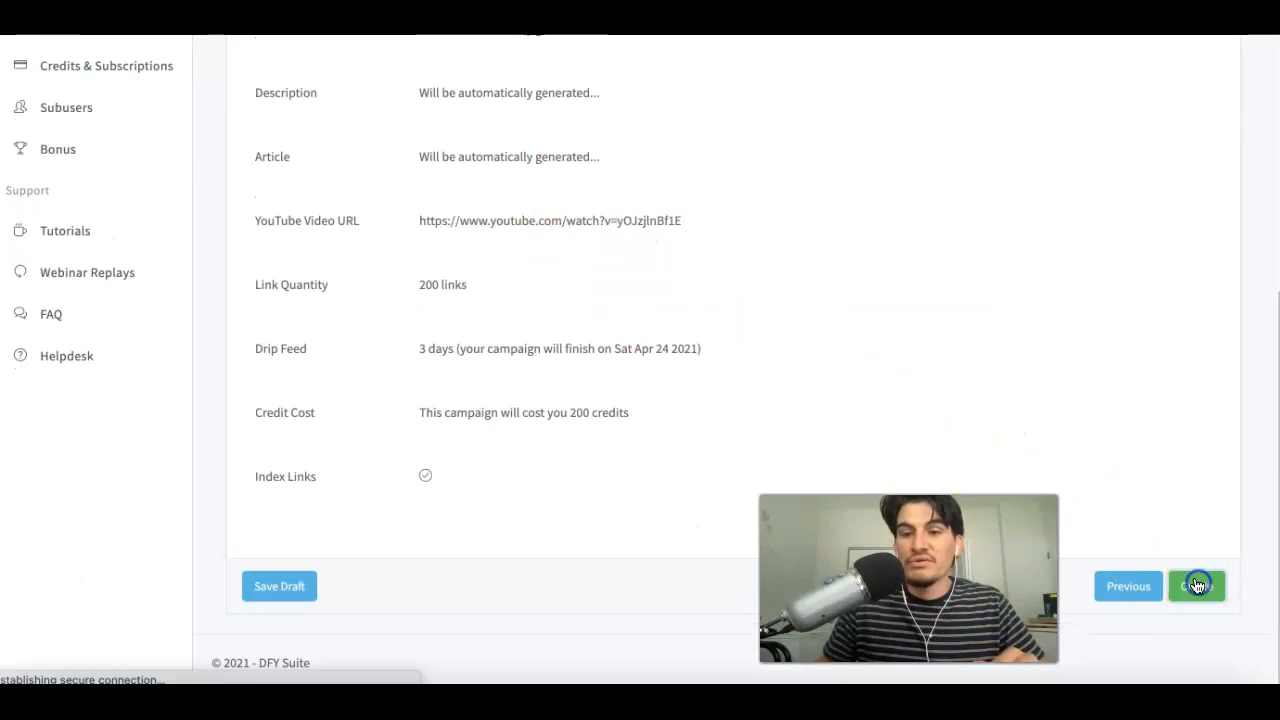 Credits & Subscriptions
Subusers
Bonus
Support
Tutorials
Webinar Replays
FAQ
Helpdesk
Description Will be automatically generated...
Article Will be automatically generated...
YouTube Video URL https://www.youtube.com/watch?v=yOJzjlnBf1E
Link Quantity 200 links
Drip Feed 3 days (your campaign will finish on Sat Apr 24 2021)
Credit Cost This campaign will cost you 200 credits
Index Links
Save Draft
Previous
© 2021 - DFY Suite
stablishing secure connection...